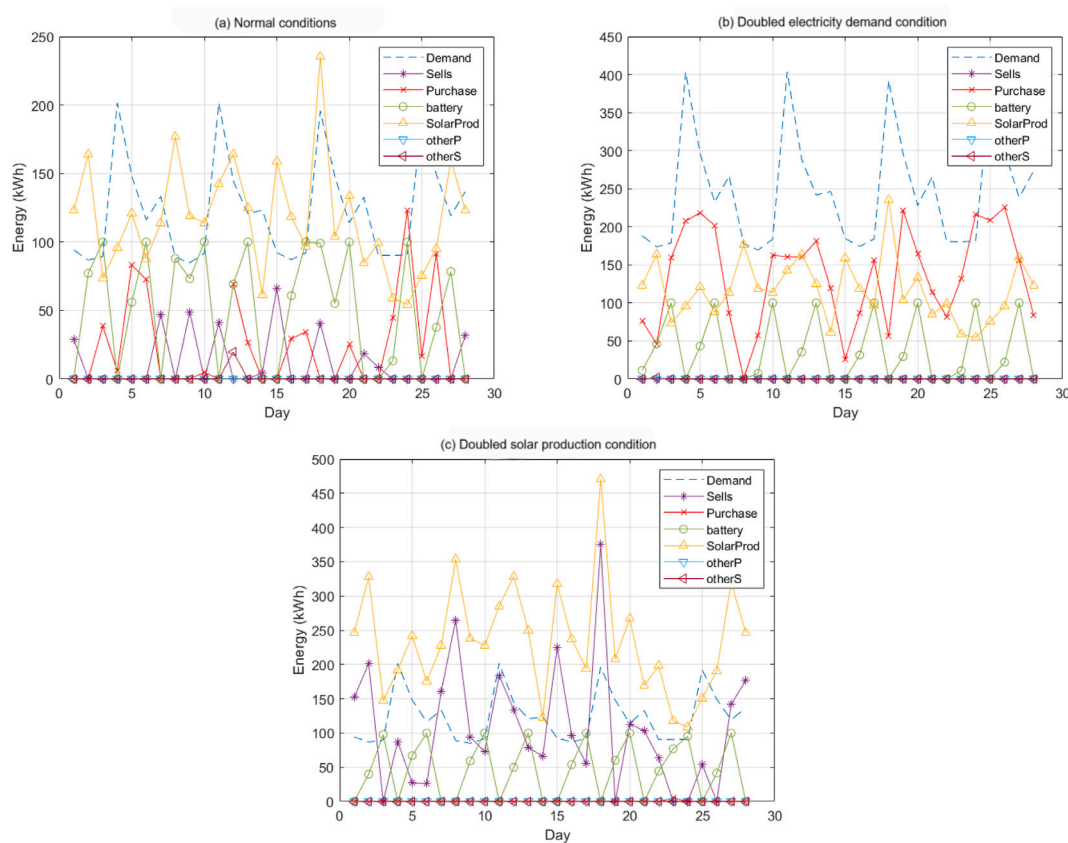 (a) Normal conditions
250
200
150
100
50
0
0 5 10 15 20 25 30
Energy (kWh)
Day
Demand
Sells
Purchase
battery
SolarProd
otherP
otherS
(b) Doubled electricity demand condition
450
400
350
300
250
200
150
100
50
0
0 5 10 15 20 25 30
Energy (kWh)
Day
Demand
Sells
Purchase
battery
SolarProd
otherP
otherS
(c) Doubled solar production condition
500
450
400
350
300
250
200
150
100
50
0
0 5 10 15 20 25 30
Energy (kWh)
Day
Demand
Sells
Purchase
battery
SolarProd
otherP
otherS